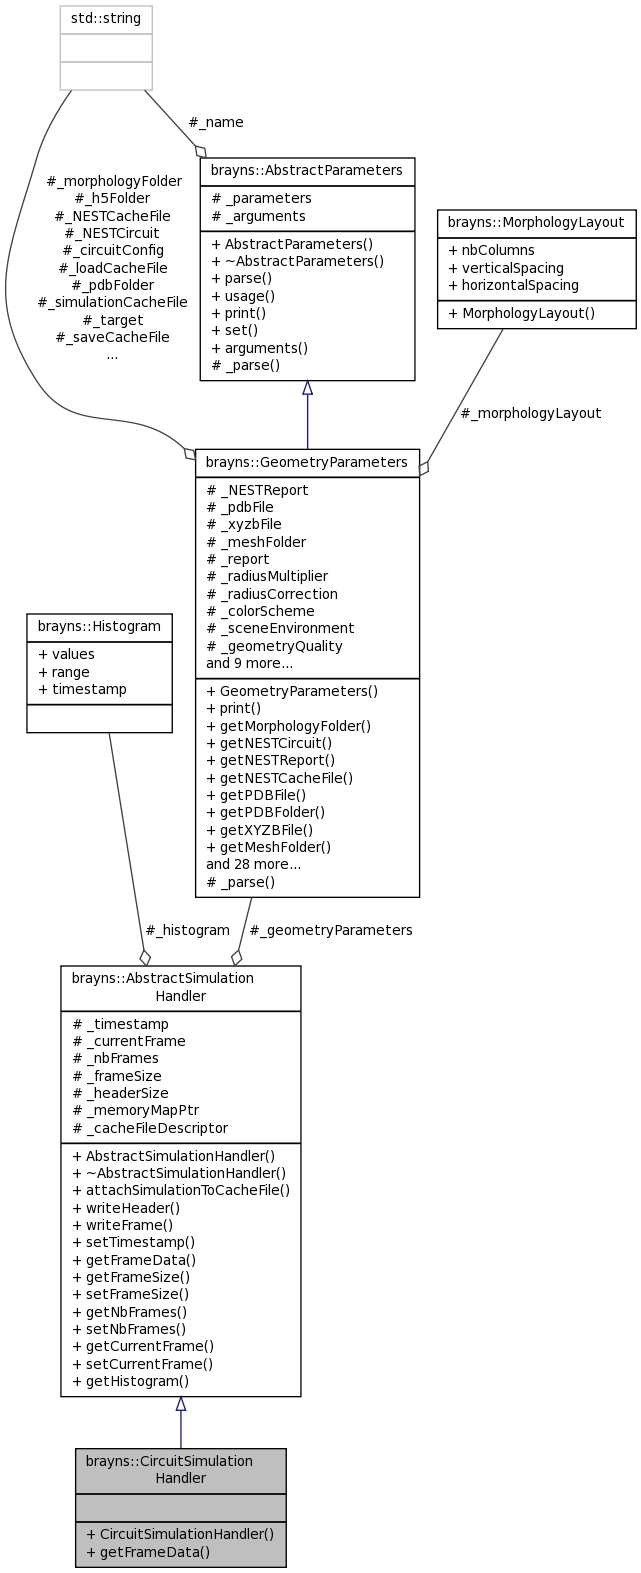 std::string
#_name
#_morphologyFolder
#_h5Folder
#_NESTCacheFile
#_NESTCircuit
#_circuitConfig
#_loadCacheFile
#_pdbFolder
#_simulationCacheFile
#_target
#_saveCacheFile
...
brayns::AbstractParameters
# _parameters
# _arguments
+ AbstractParameters()
+ ~AbstractParameters()
+ parse()
+ usage()
+ print()
+ set()
+ arguments()
# _parse()
brayns::MorphologyLayout
+ nbColumns
+ verticalSpacing
+ horizontalSpacing
+ MorphologyLayout()
#_morphologyLayout
brayns::GeometryParameters
# _NESTReport
# _pdbFile
# _xyzbFile
# _meshFolder
# _report
# _radiusMultiplier
# _radiusCorrection
# _colorScheme
# _sceneEnvironment
# _geometryQuality
and 9 more...
+ GeometryParameters()
+ print()
+ getMorphologyFolder()
+ getNESTCircuit()
+ getNESTReport()
+ getNESTCacheFile()
+ getPDBFile()
+ getPDBFolder()
+ getXYZBFile()
+ getMeshFolder()
and 28 more...
# _parse()
brayns::Histogram
+ values
+ range
+ timestamp
#_histogram
#_geometryParameters
brayns::AbstractSimulation
Handler
# _timestamp
# _currentFrame
# _nbFrames
# _frameSize
# _headerSize
# _memoryMapPtr
# _cacheFileDescriptor
+ AbstractSimulationHandler()
+ ~AbstractSimulationHandler()
+ attachSimulationToCacheFile()
+ writeHeader()
+ writeFrame()
+ setTimestamp()
+ getFrameData()
+ getFrameSize()
+ setFrameSize()
+ getNbFrames()
+ setNbFrames()
+ getCurrentFrame()
+ setCurrentFrame()
+ getHistogram()
brayns::CircuitSimulation
Handler
+ CircuitSimulationHandler()
+ getFrameData()